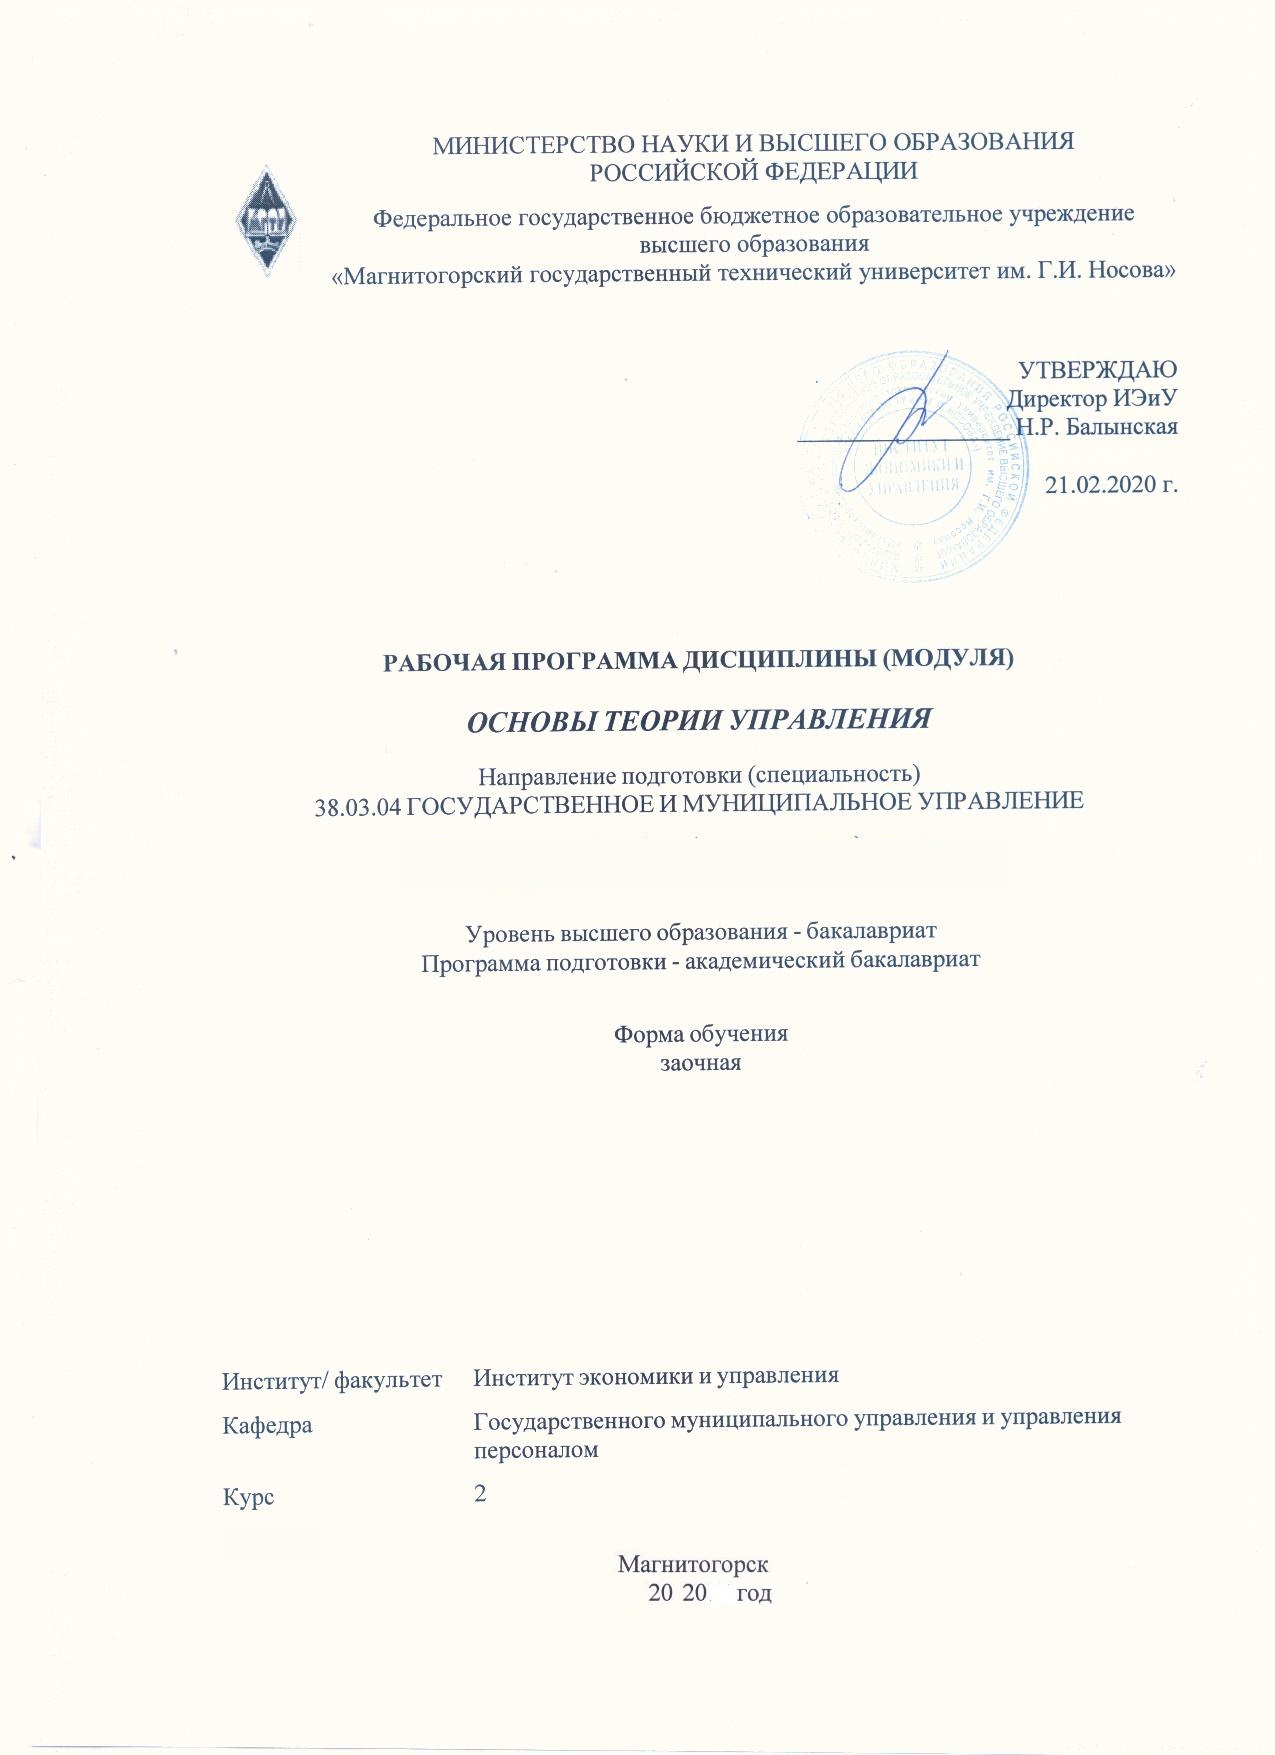 МИНИСТЕРСТВО НАУКИ И ВЫСШЕГО ОБРАЗОВАНИЯ
РОССИЙСКОЙ ФЕДЕРАЦИИ
Федеральное государственное бюджетное образовательное учреждение
высшего образования
«Магнитогорский государственный технический университет им. Г.И. Носова»
УТВЕРЖДАЮ
Директор ИЭиУ
Н.Р. Балынская
ИНСТИТУТ
ЭКОНОМИКИ И
УПРАВЛЕНИЯ
21.02.2020 г.
РАБОЧАЯ ПРОГРАММА ДИСЦИПЛИНЫ (МОДУЛЯ)
ОСНОВЫ ТЕОРИИ УПРАВЛЕНИЯ
Направление подготовки (специальность)
38.03.04 ГОСУДАРСТВЕННОЕ И МУНИЦИПАЛЬНОЕ УПРАВЛЕНИЕ
Уровень высшего образования - бакалавриат
Программа подготовки - академический бакалавриат
Форма обучения
заочная
Институт/ факультет Институт экономики и управления
Кафедра Государственного муниципального управления и управления
персоналом
Курс 2
Магнитогорск
20 20 год